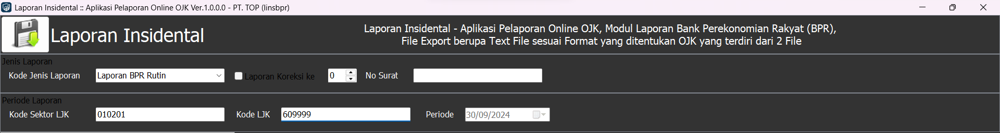 Laporan Insidental :: Aplikasi Pelaporan Online OJK Ver.1.0.0.0 - PT. TOP (linsbpr)
Laporan Insidental
Laporan Insidental - Aplikasi Pelaporan Online OJK, Modul Laporan Bank Perekonomian Rakyat (BPR),
File Export berupa Text File sesuai Format yang ditentukan OJK yang terdiri dari 2 File
Jenis Laporan
Kode Jenis Laporan Laporan BPR Rutin Laporan Koreksi ke 0 No Surat
Periode Laporan
Kode Sektor LJK 010201 Kode LJK 609999 Periode 30/09/2024